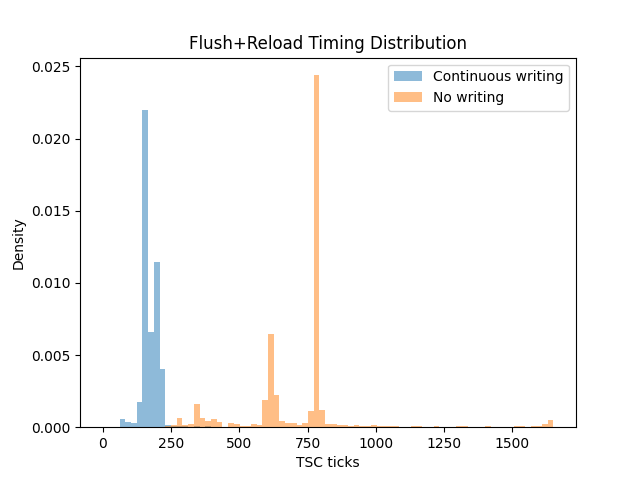 Flush+Reload Timing Distribution
Continuous writing
No writing
0.025
0.020
0.015
0.010
0.005
0.000
Density
0 250 500 750 1000 1250 1500
TSC ticks